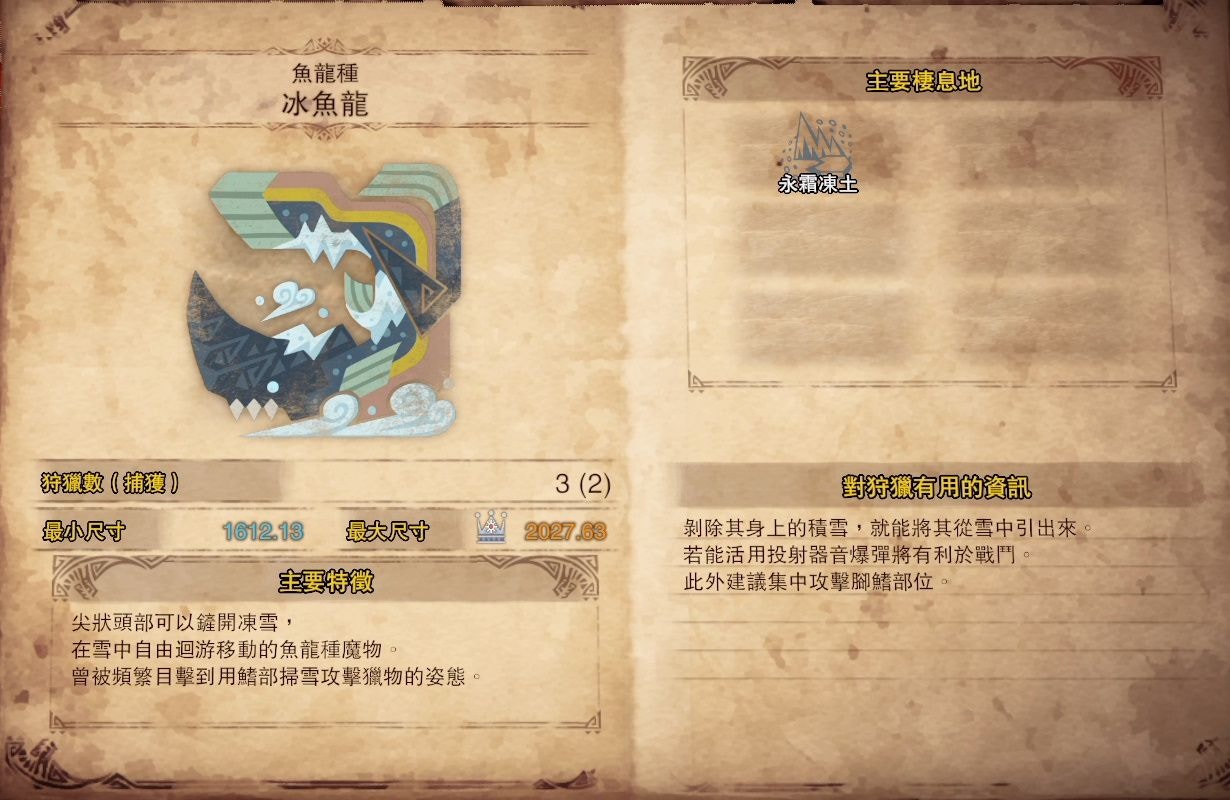 魚龍種
冰魚龍
狩獵數（捕獲） 3 (2)
最小尺寸 1612.13 最大尺寸 2027.63
主要特徵
尖狀頭部可以鏟開凍雪，
在雪中自由迴游移動的魚龍種魔物。
曾被頻繁目擊到用鰭部掃雪攻擊獵物的姿態。
主要棲息地
永霜凍土
對狩獵有用的資訊
剝除其身上的積雪，就能將其從雪中引出來。
若能活用投射器音爆彈將有利於戰鬥。
此外建議集中攻擊腳鰭部位。